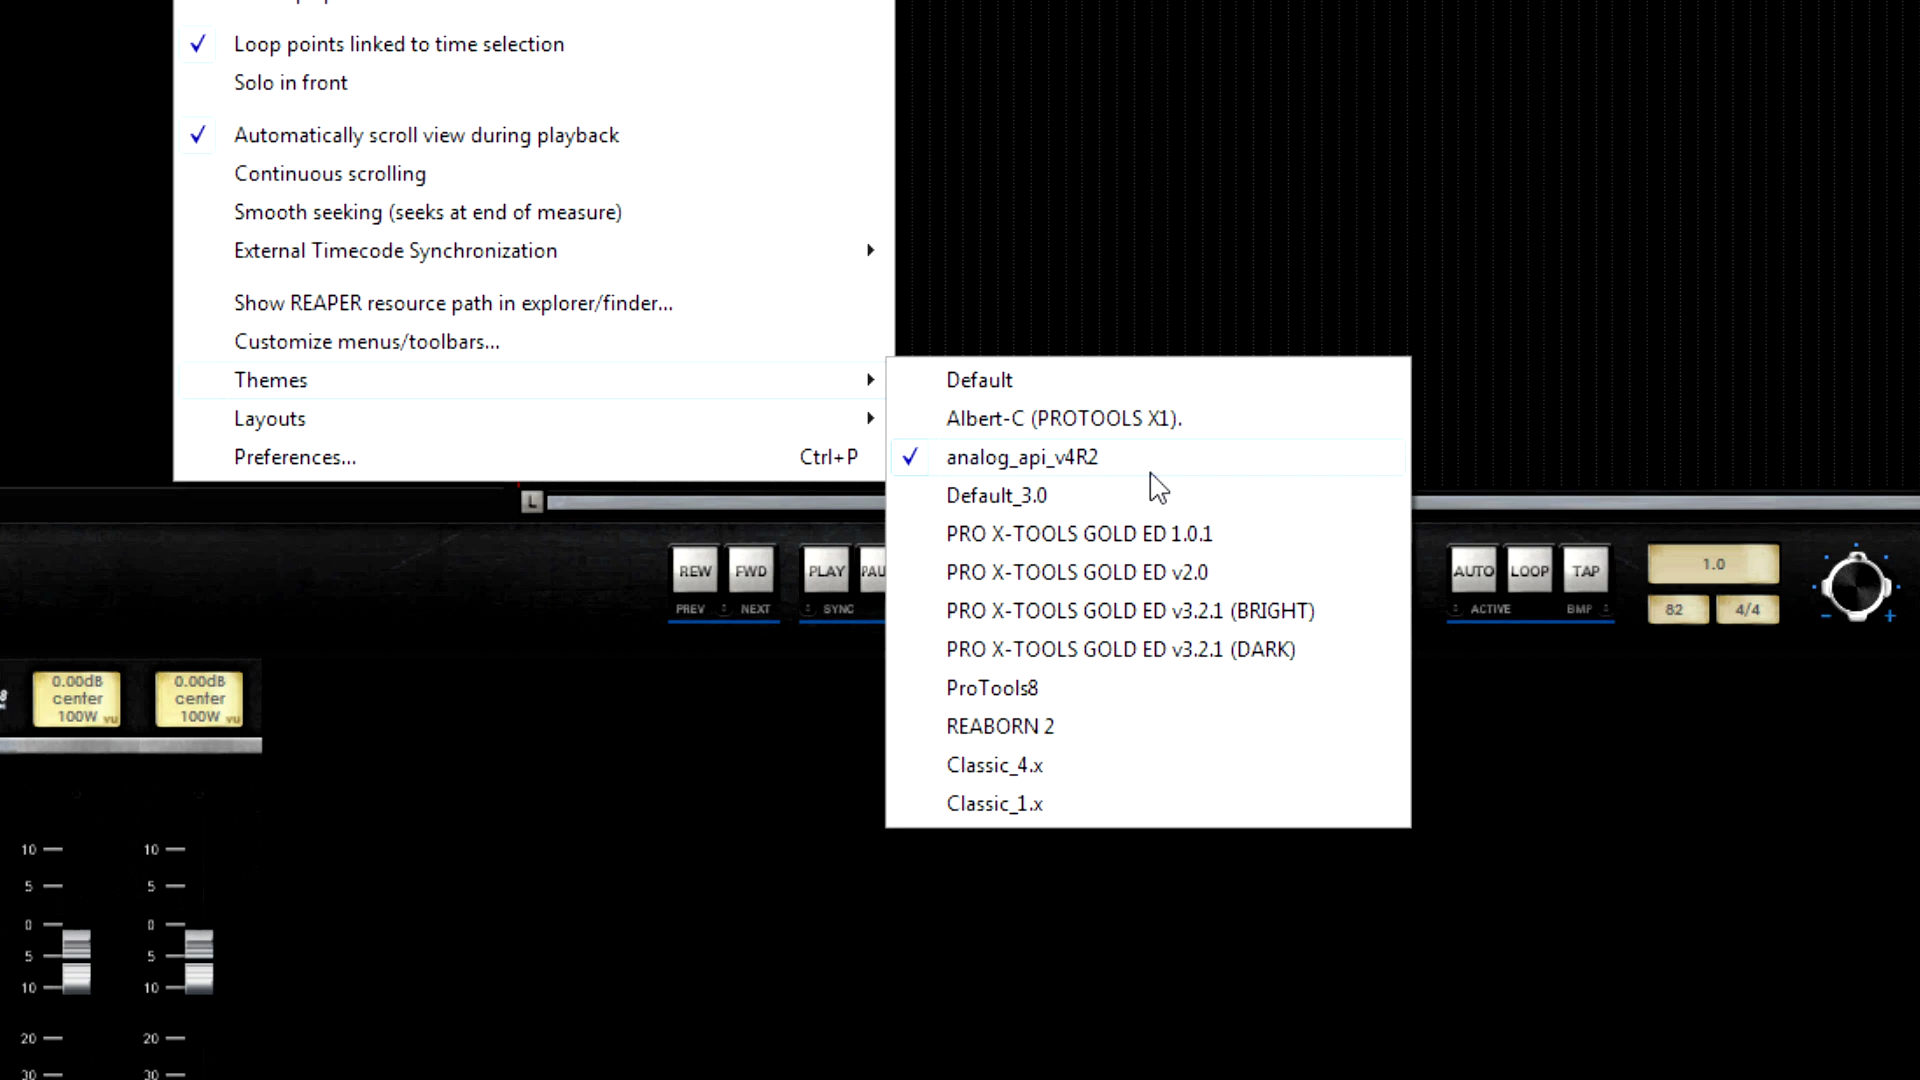 Loop points linked to time selection
Solo in front
Automatically scroll view during playback
Continuous scrolling
Smooth seeking (seeks at end of measure)
External Timecode Synchronization
Show REAPER resource path in explorer/finder...
Customize menus/toolbars...
Themes
Layouts
Preferences... Ctrl+P
Default
Albert-C (PROTOOLS X1).
analog_api_v4R2
Default_3.0
PRO X-TOOLS GOLD ED 1.0.1
PRO X-TOOLS GOLD ED v2.0
PRO X-TOOLS GOLD ED v3.2.1 (BRIGHT)
PRO X-TOOLS GOLD ED v3.2.1 (DARK)
ProTools8
REABORN 2
Classic_4.x
Classic_1.x
L
REW FWD PLAY PAU
PREV NEXT SYNC
AUTO LOOP TAP
ACTIVE BMP
1.0
82 4/4
0.00dB 0.00dB
center center
100W vu 100W vu
10 10
5 5
0 0
5 5
10 10
20 20
30 30